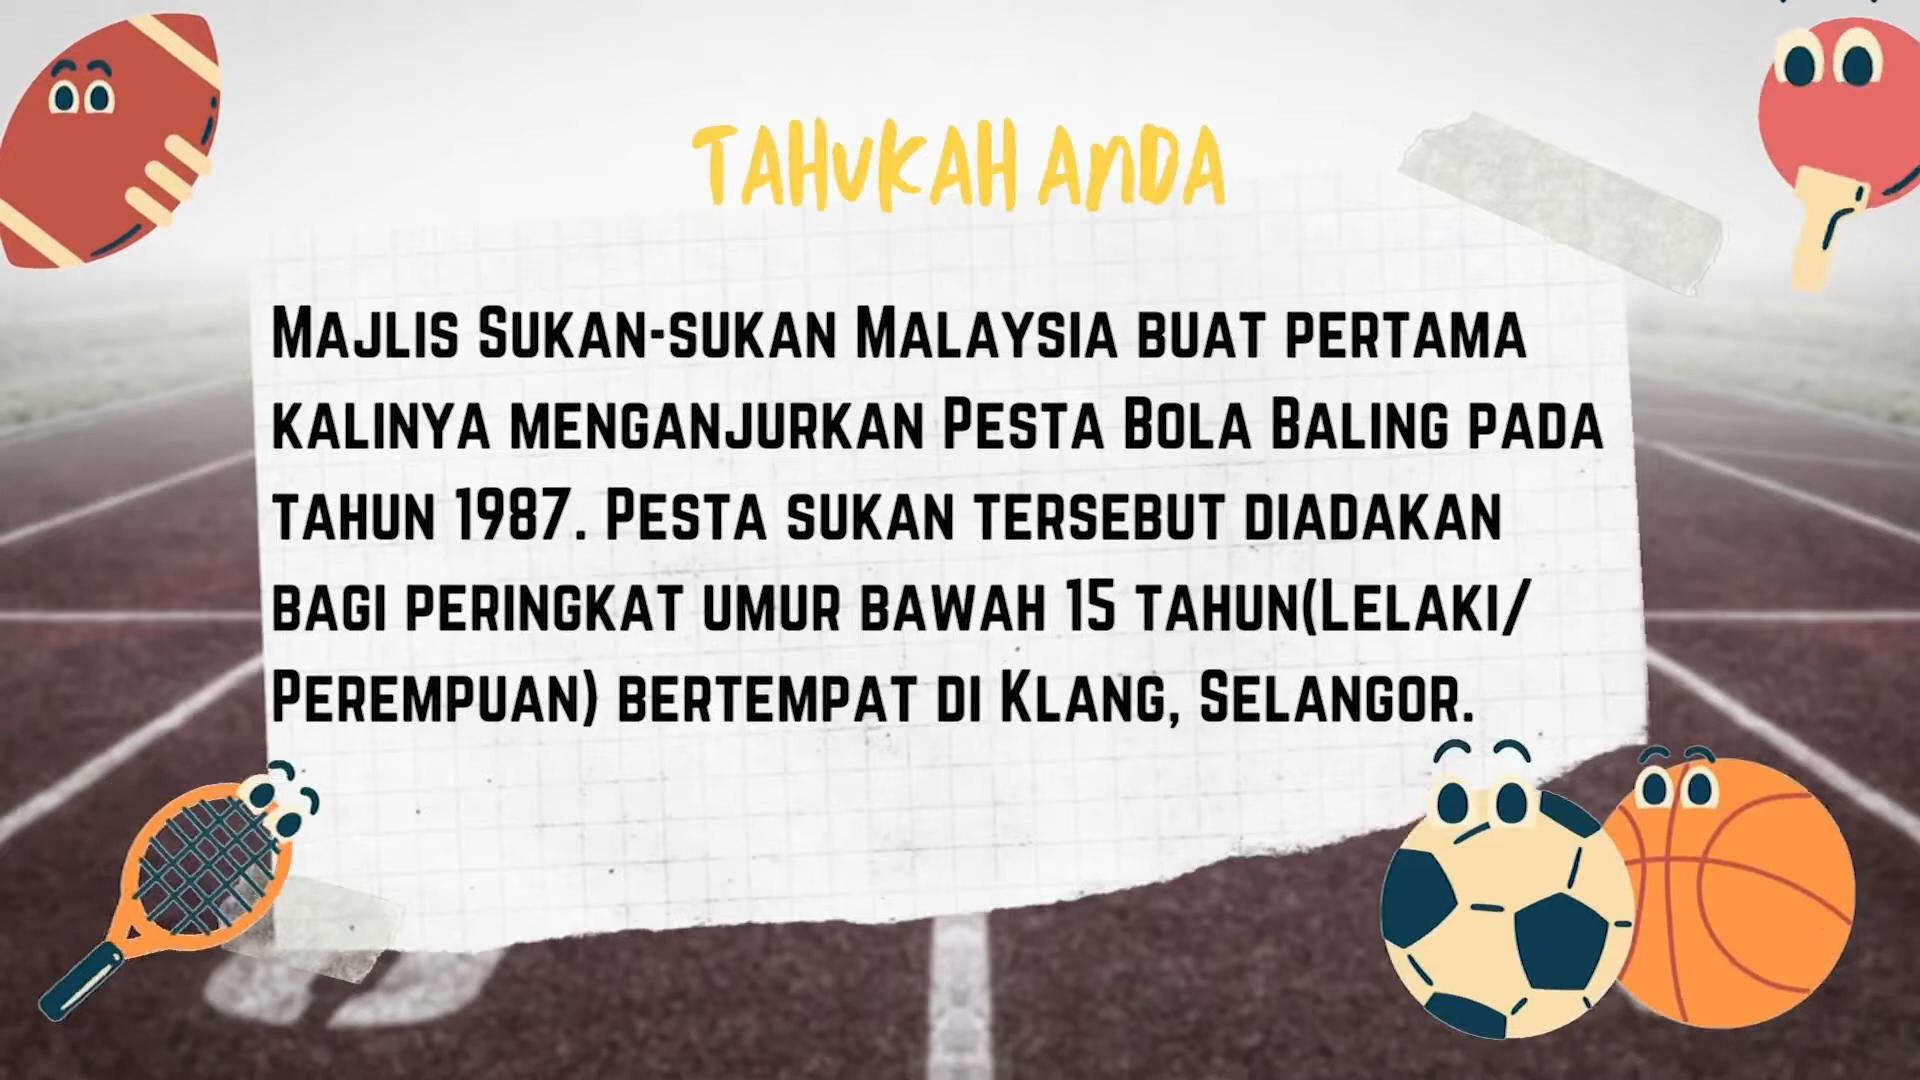 TAHUKAH ANDA
Majlis Sukan-sukan Malaysia buat pertama
kalinya menganjurkan Pesta Bola Baling pada
tahun 1987. Pesta sukan tersebut diadakan
bagi peringkat umur bawah 15 tahun(Lelaki/
Perempuan) bertempat di Klang, Selangor.